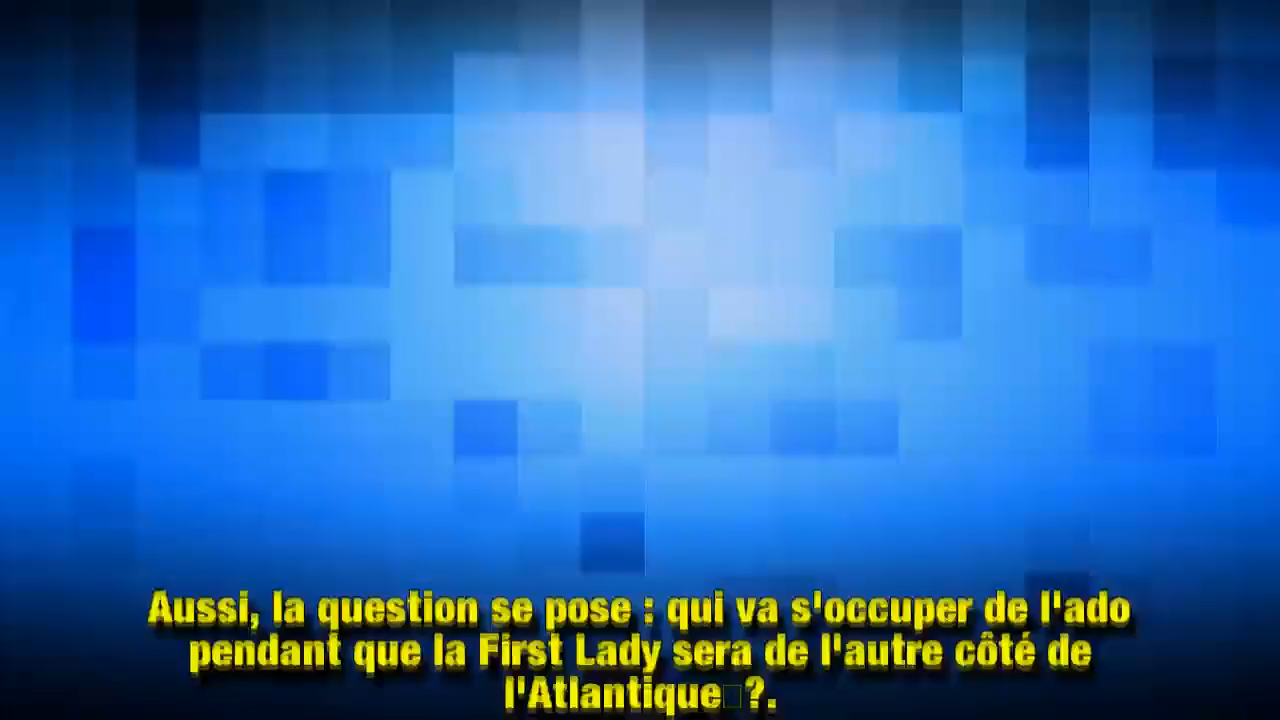 Aussi, la question se pose : qui va s'occuper de l'ado
pendant que la First Lady sera de l'autre côté de
l'Atlantique□?.